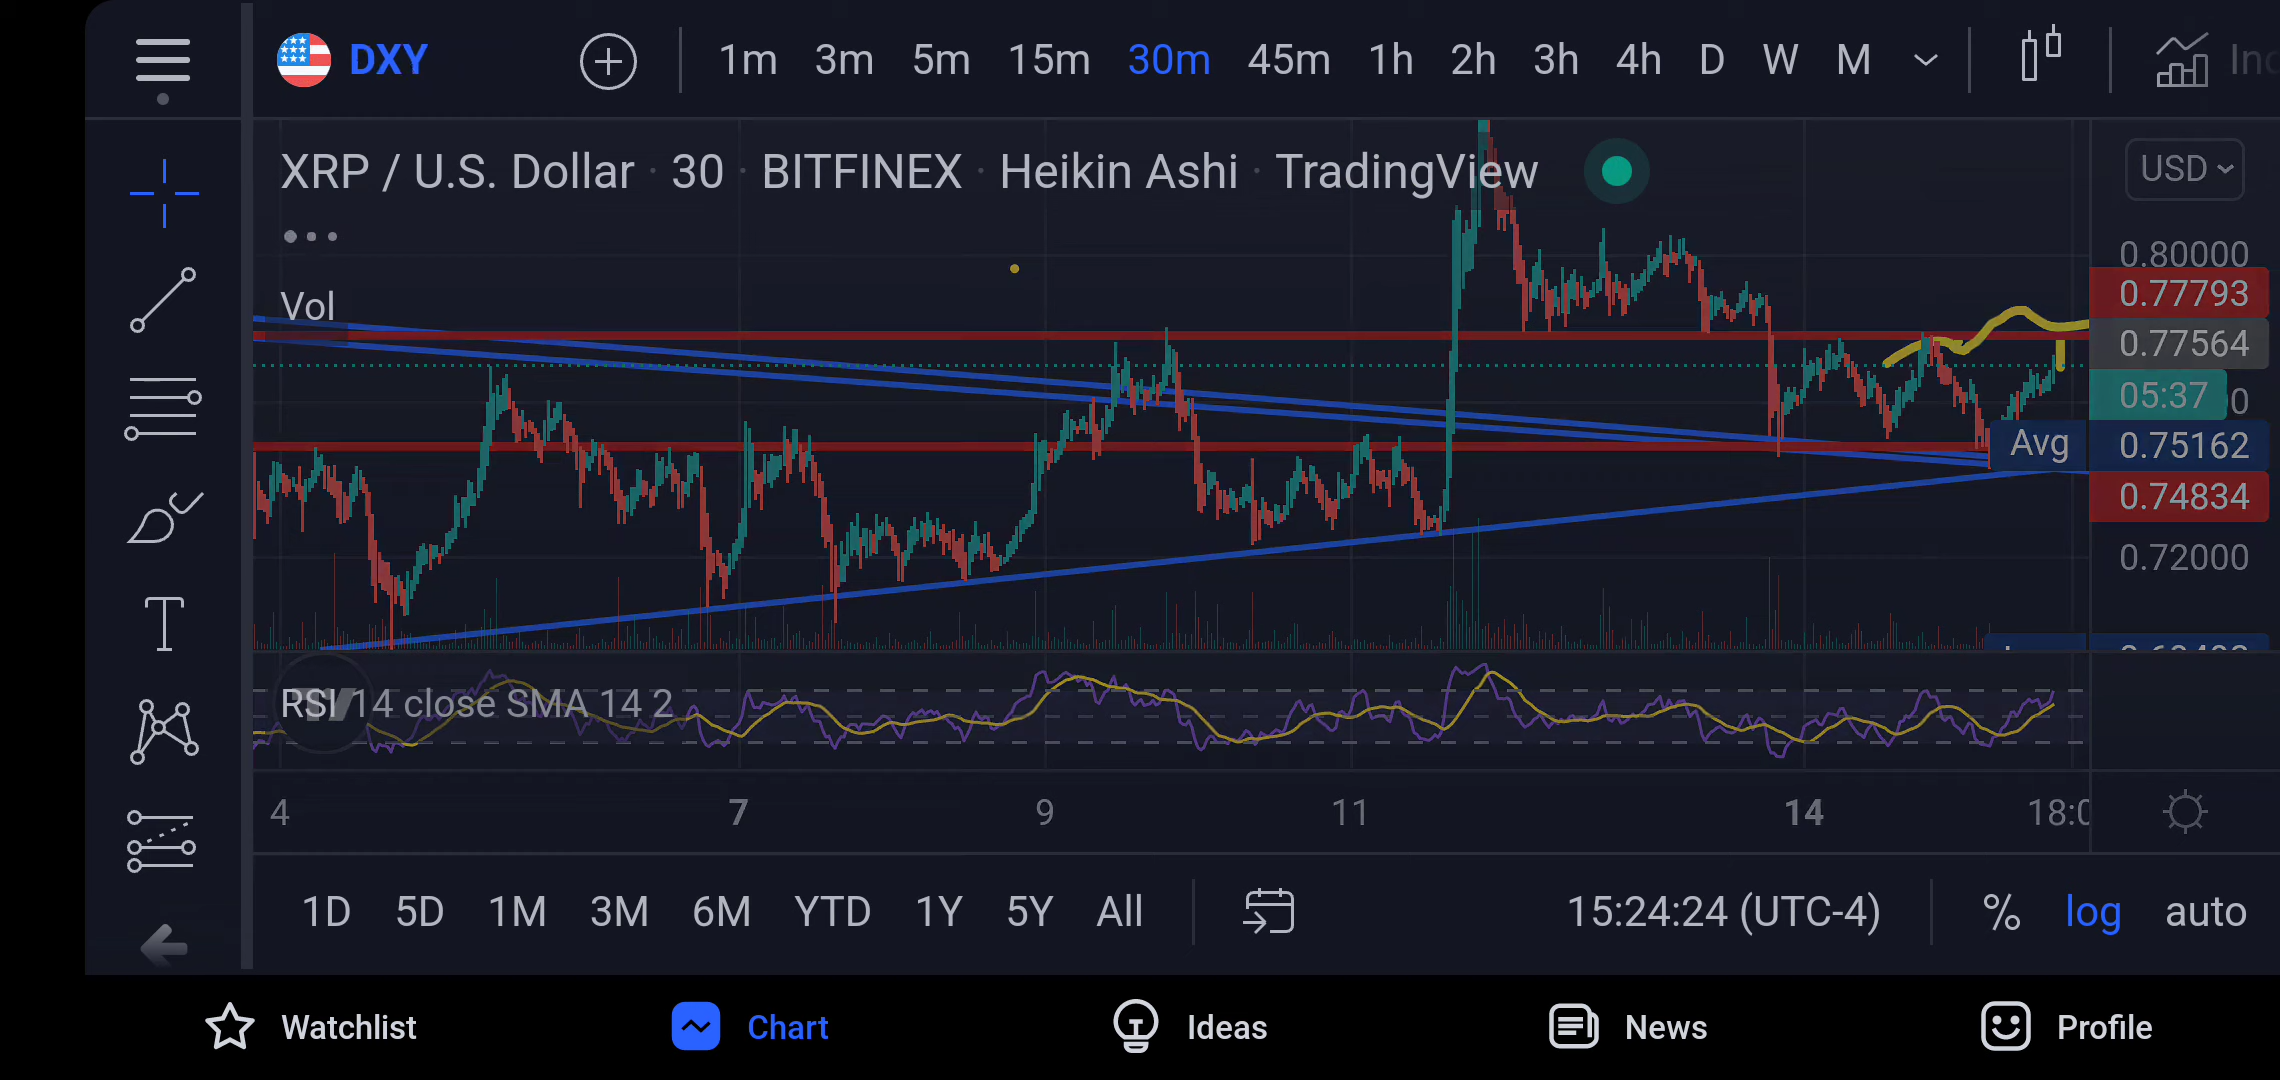 DXY 1m 3m 5m 15m 30m 45m 1h 2h 3h 4h D W M
XRP / U.S. Dollar · 30 · BITFINEX · Heikin Ashi · TradingView
USD
Vol
0.80000
0.77793
0.77564
05:37
Avg 0.75162
0.74834
0.72000
RSI 14 close SMA 14 2
4 7 9 11 14
1D 5D 1M 3M 6M YTD 1Y 5Y All 15:24:24 (UTC-4) % log auto
Watchlist Chart Ideas News Profile